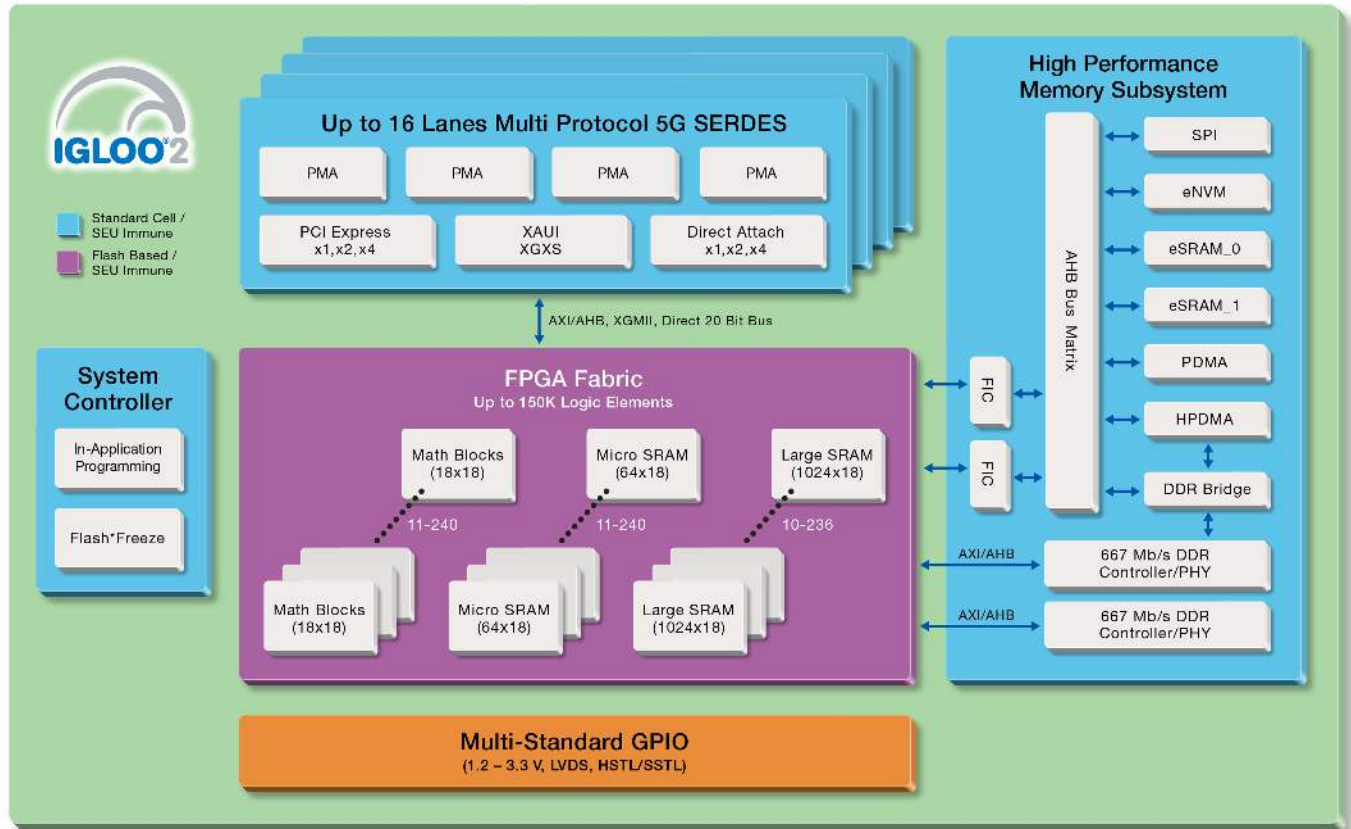 IGLOO®2
Standard Cell /
SEU Immune
Flash Based /
SEU Immune
Up to 16 Lanes Multi Protocol 5G SERDES
PMA
PMA
PMA
PMA
PCI Express
x1,x2,x4
XAUI
XGXS
Direct Attach
x1,x2,x4
AXI/AHB, XGMII, Direct 20 Bit Bus
System
Controller
In-Application
Programming
Flash*Freeze
FPGA Fabric
Up to 150K Logic Elements
Math Blocks
(18x18)
Micro SRAM
(64x18)
Large SRAM
(1024x18)
11-240
11-240
10-236
Math Blocks
(18x18)
Micro SRAM
(64x18)
Large SRAM
(1024x18)
High Performance
Memory Subsystem
AHB Bus Matrix
SPI
eNVM
eSRAM_0
eSRAM_1
PDMA
HPDMA
DDR Bridge
FIC
FIC
AXI/AHB
667 Mb/s DDR
Controller/PHY
AXI/AHB
667 Mb/s DDR
Controller/PHY
Multi-Standard GPIO
(1.2 – 3.3 V, LVDS, HSTL/SSTL)